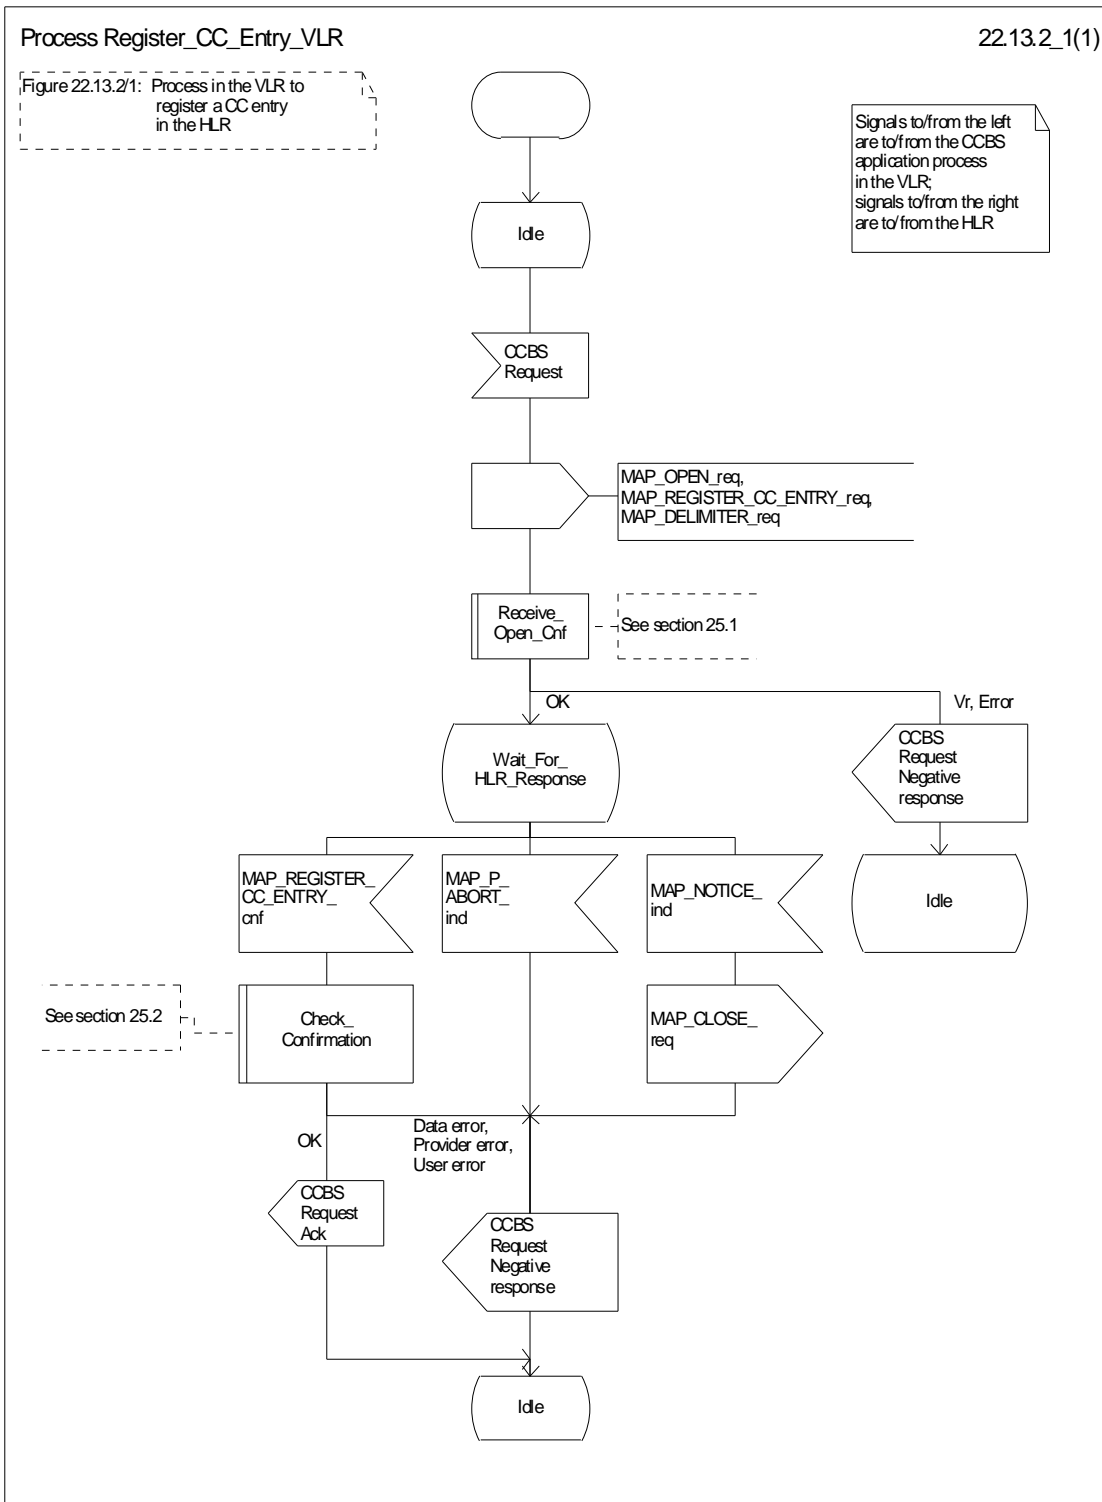 Process Register_CC_Entry_VLR
22.13.2_1(1)
Figure 22.13.2/1: Process in the VLR to
register a CC entry
in the HLR
Signals to/from the left
are to/from the CCBS
application process
in the VLR;
signals to/from the right
are to/from the HLR
Idle
CCBS
Request
MAP_OPEN_req,
MAP_REGISTER_CC_ENTRY_req,
MAP_DELIMITER_req
Receive_
Open_Cnf
See section 25.1
OK
Vr, Error
Wait_For_
HLR_Response
CCBS
Request
Negative
response
MAP_REGISTER_
CC_ENTRY_
cnf
MAP_P_
ABORT_
ind
MAP_NOTICE_
ind
Idle
See section 25.2
Check_
Confirmation
MAP_CLOSE_
req
OK
Data error,
Provider error,
User error
CCBS
Request
Ack
CCBS
Request
Negative
response
Idle